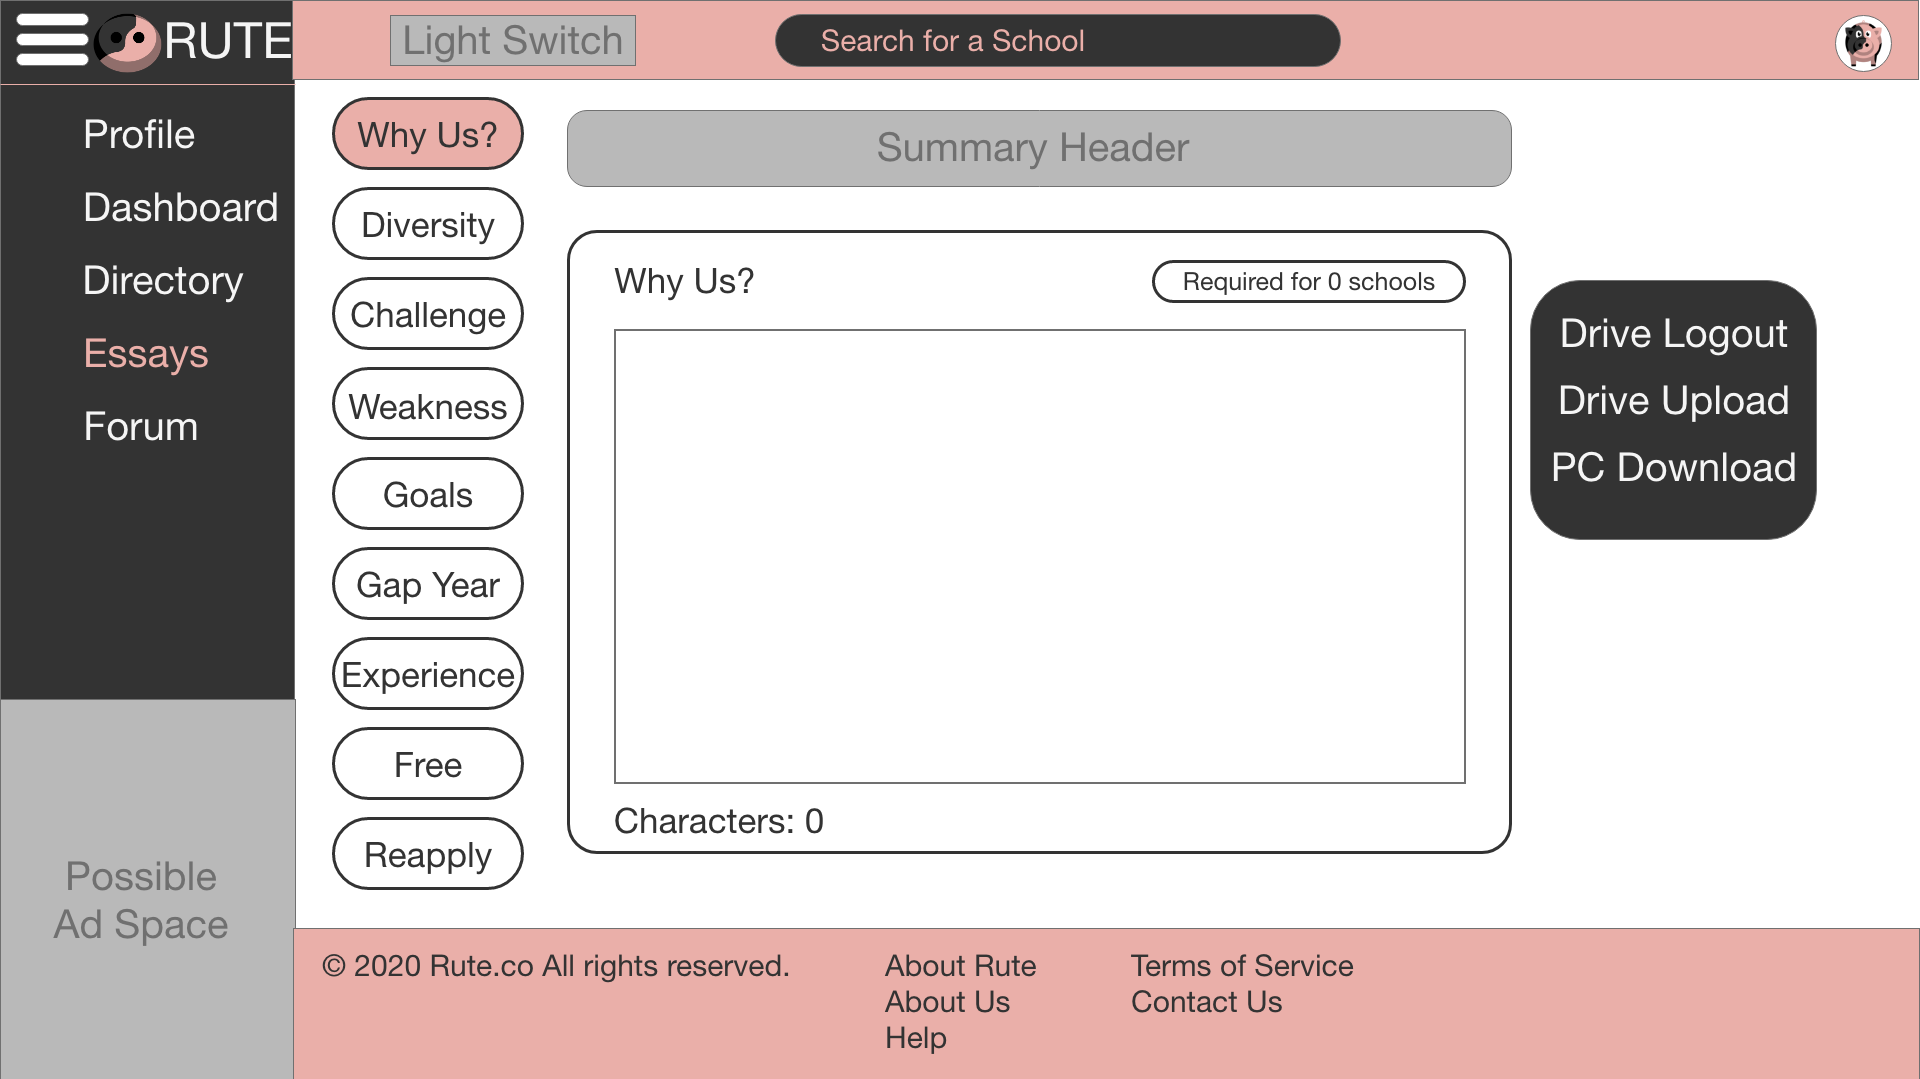 RUTE
Light Switch
Search for a School
Profile
Dashboard
Directory
Essays
Forum
Possible
Ad Space
Why Us?
Diversity
Challenge
Weakness
Goals
Gap Year
Experience
Free
Reapply
Summary Header
Why Us?
Required for 0 schools
Characters: 0
Drive Logout
Drive Upload
PC Download
© 2020 Rute.co All rights reserved.
About Rute
About Us
Help
Terms of Service
Contact Us